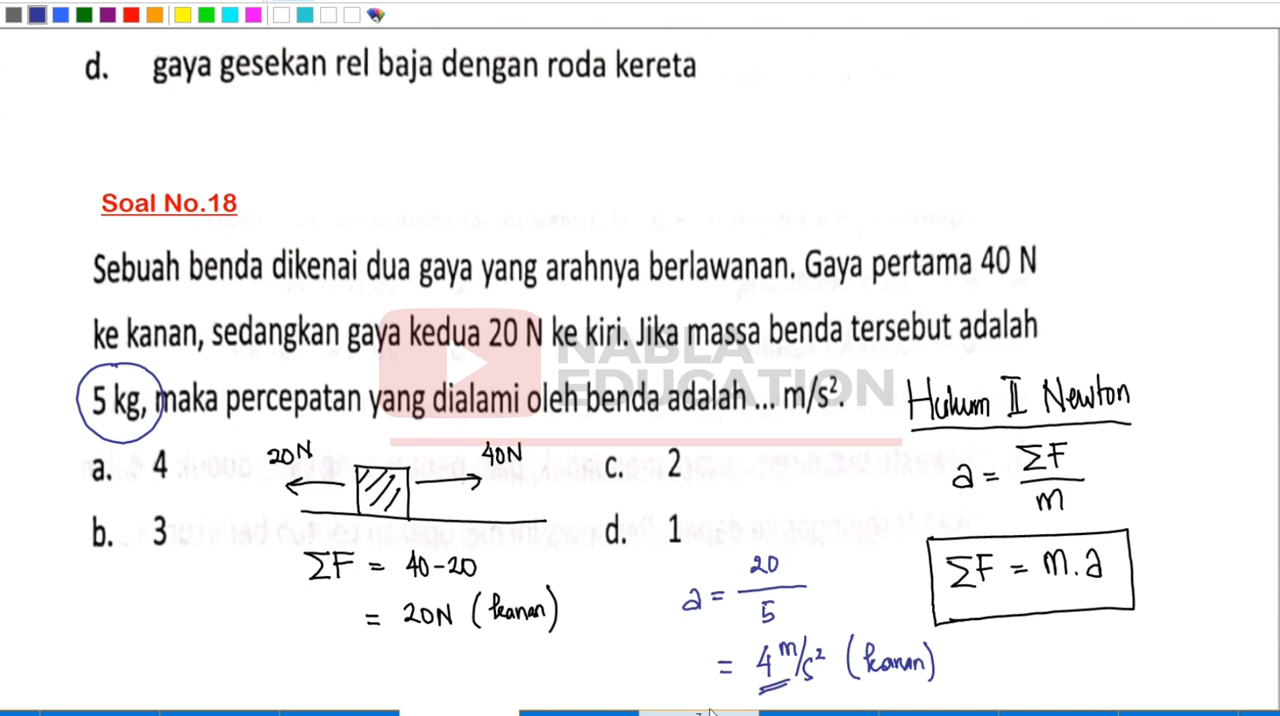 d. gaya gesekan rel baja dengan roda kereta
Soal No.18
Sebuah benda dikenai dua gaya yang arahnya berlawanan. Gaya pertama 40 N
ke kanan, sedangkan gaya kedua 20 N ke kiri. Jika massa benda tersebut adalah
5 kg, maka percepatan yang dialami oleh benda adalah ... m/s².
a. 4
b. 3
c. 2
d. 1
20N
40N
ΣF = 40-20
= 20N (kanan)
a = 20/5
= 4 m/s² (kanan)
Hukum II Newton
a = ΣF/m
ΣF = m.a
NABLA
EDUCATION